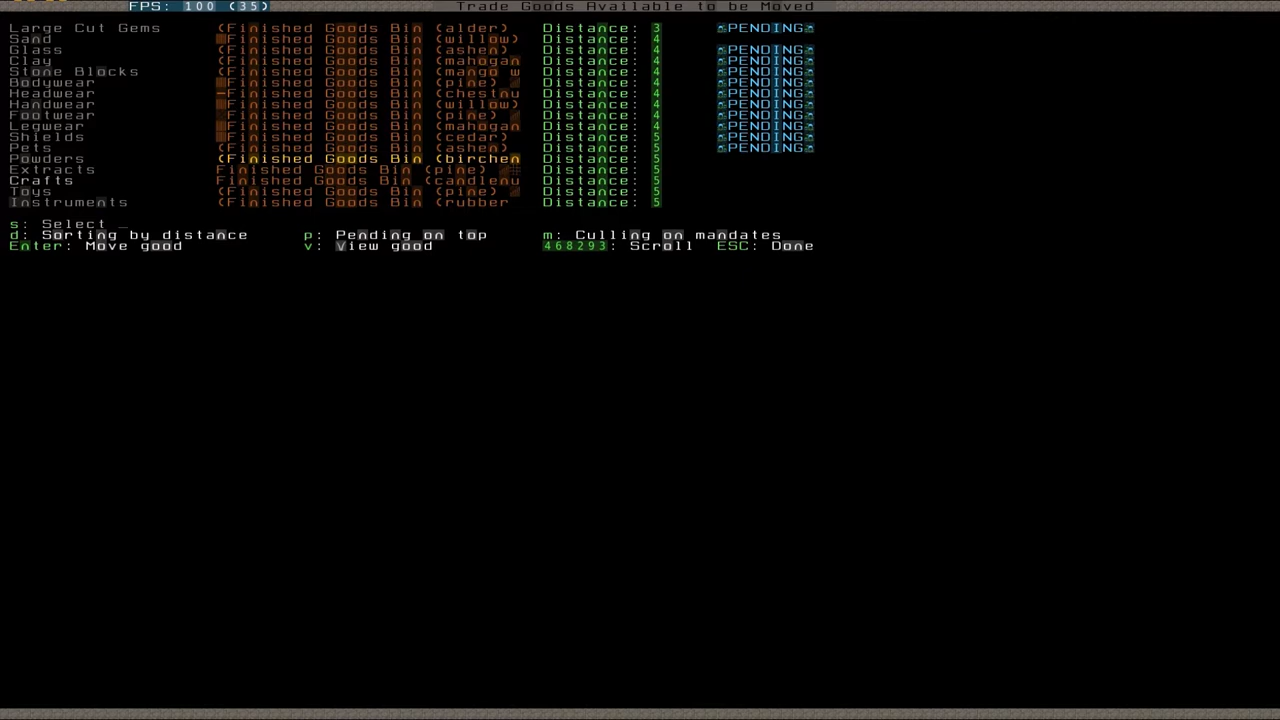 FPS: 100 (35) Trade Goods Available to be Moved
Large Cut Gems (Finished Goods Bin (alder) Distance: 3 PENDING
Sand Finished Goods Bin (willow) Distance: 4
Glass (Finished Goods Bin (ashen) Distance: 4 PENDING
Clay (Finished Goods Bin (mahogan Distance: 4 PENDING
Stone Blocks (Finished Goods Bin (mango w Distance: 4 PENDING
Bodywear Finished Goods Bin (pine) Distance: 4 PENDING
Headwear Finished Goods Bin (chestnu Distance: 4 PENDING
Handwear Finished Goods Bin (willow) Distance: 4 PENDING
Footwear Finished Goods Bin (pine) Distance: 4 PENDING
Legwear Finished Goods Bin (mahogan Distance: 4 PENDING
Shields (Finished Goods Bin (cedar) Distance: 5 PENDING
Pets (Finished Goods Bin (ashen) Distance: 5 PENDING
Powders (Finished Goods Bin (birchen Distance: 5
Extracts Finished Goods Bin (pine) Distance: 5
Crafts Finished Goods Bin (candlenu Distance: 5
Toys (Finished Goods Bin (pine) Distance: 5
Instruments (Finished Goods Bin (rubber Distance: 5
s: Select _
d: Sorting by distance p: Pending on top m: Culling on mandates
Enter: Move good v: View good 468293: Scroll ESC: Done